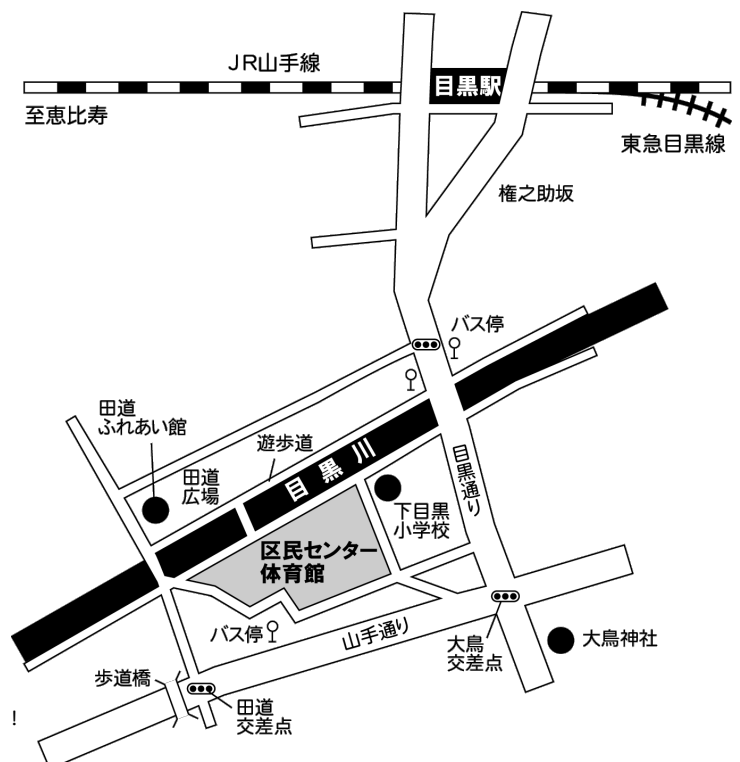 JR山手線
目黒駅
至恵比寿
東急目黒線
権之助坂
バス停
田道
ふれあい館
遊歩道
田道
広場
目黒川
目黒通り
下目黒
小学校
区民センター
体育館
バス停
山手通り
大鳥
交差点
大鳥神社
歩道橋
田道
交差点
!